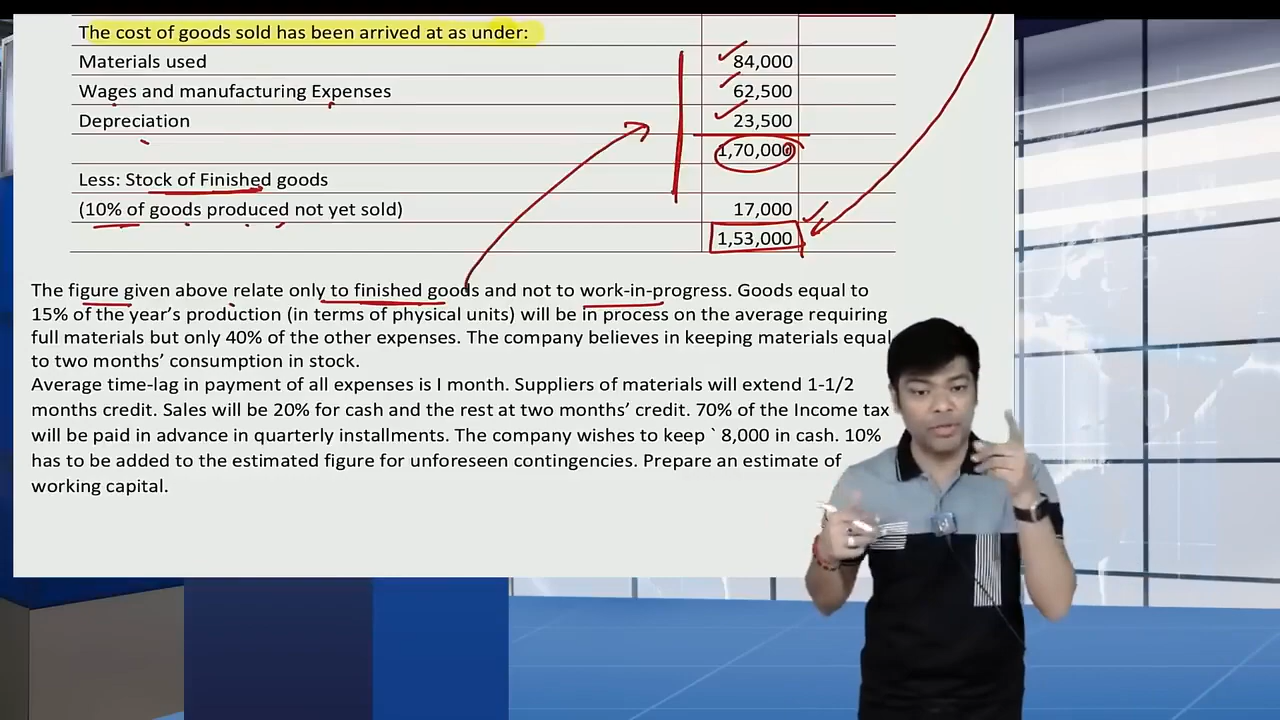 The cost of goods sold has been arrived at as under:
Materials used 84,000
Wages and manufacturing Expenses 62,500
Depreciation 23,500
1,70,000
Less: Stock of Finished goods
(10% of goods produced not yet sold) 17,000
1,53,000
The figure given above relate only to finished goods and not to work-in-progress. Goods equal to
15% of the year’s production (in terms of physical units) will be in process on the average requiring
full materials but only 40% of the other expenses. The company believes in keeping materials equal
to two months’ consumption in stock.
Average time-lag in payment of all expenses is I month. Suppliers of materials will extend 1-1/2
months credit. Sales will be 20% for cash and the rest at two months’ credit. 70% of the Income tax
will be paid in advance in quarterly installments. The company wishes to keep ` 8,000 in cash. 10%
has to be added to the estimated figure for unforeseen contingencies. Prepare an estimate of
working capital.